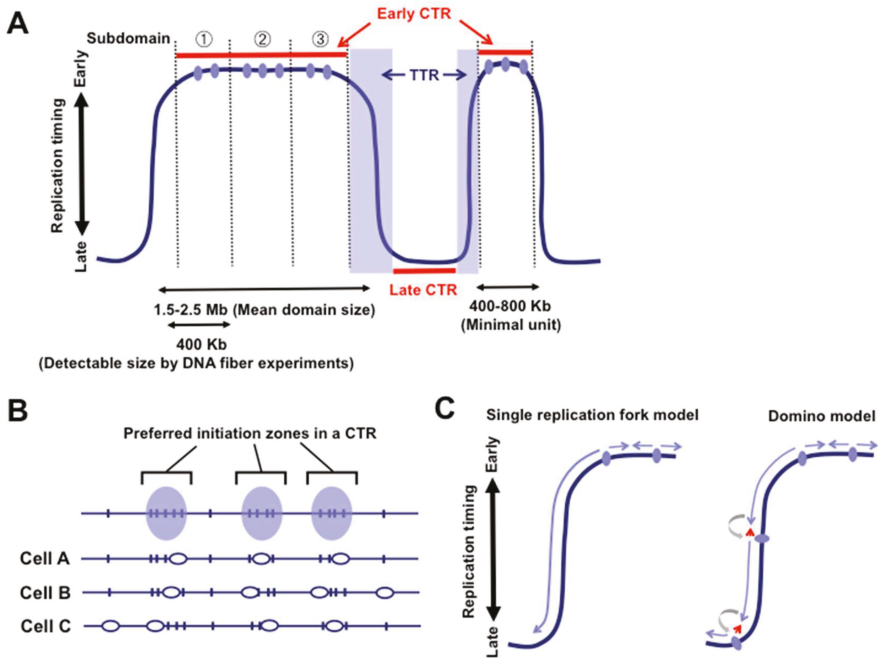 A
Early CTR
Subdomain ① ② ③
Early
TTR
Replication timing
Late
Late CTR
1.5-2.5 Mb (Mean domain size)
400-800 Kb
(Minimal unit)
400 Kb
(Detectable size by DNA fiber experiments)
B
Preferred initiation zones in a CTR
Cell A
Cell B
Cell C
C
Single replication fork model
Domino model
Early
Replication timing
Late